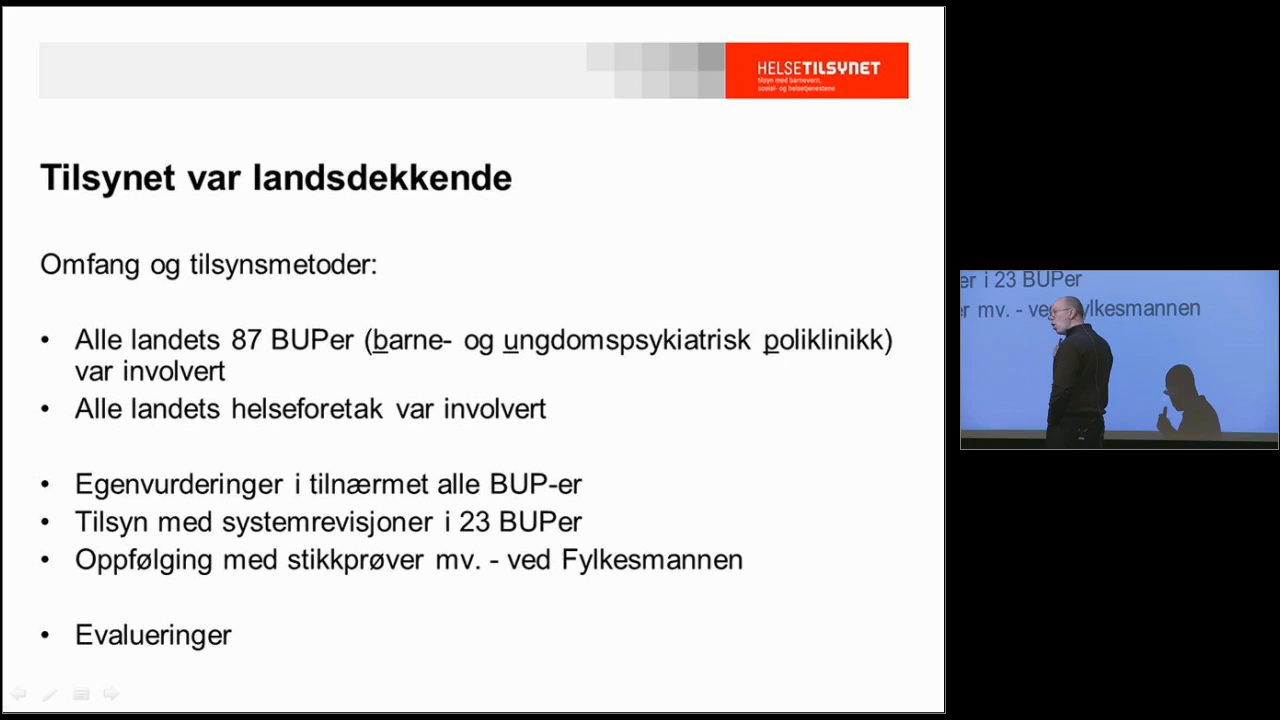 HELSETILSYNET
tilsyn med barnevern,
sosial- og helsetjenestene
Tilsynet var landsdekkende
Omfang og tilsynsmetoder:
• Alle landets 87 BUPer (barne- og ungdomspsykiatrisk poliklinikk)
var involvert
• Alle landets helseforetak var involvert
• Egenvurderinger i tilnærmet alle BUP-er
• Tilsyn med systemrevisjoner i 23 BUPer
• Oppfølging med stikkprøver mv. - ved Fylkesmannen
• Evalueringer
er i 23 BUPer
er mv. - ved ylkesmannen